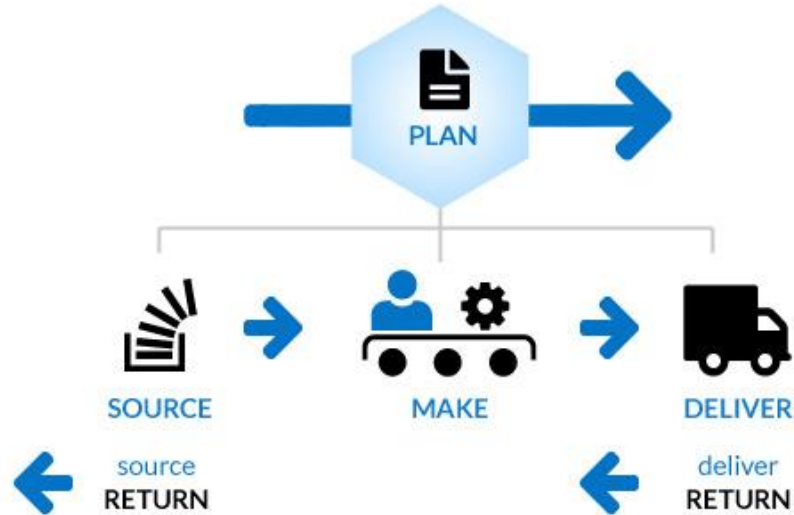 PLAN
SOURCE
MAKE
DELIVER
source
RETURN
deliver
RETURN